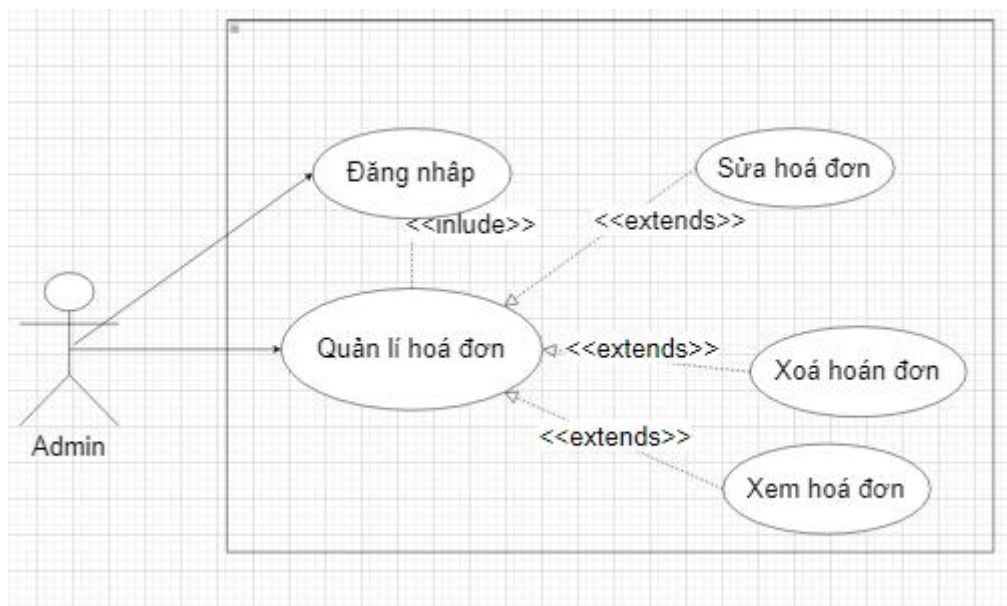 Đăng nhâp
Sửa hoá đơn
<<inlude>>
<<extends>>
Quản lí hoá đơn
<<extends>>
Xoá hoán đơn
Admin
<<extends>>
Xem hoá đơn